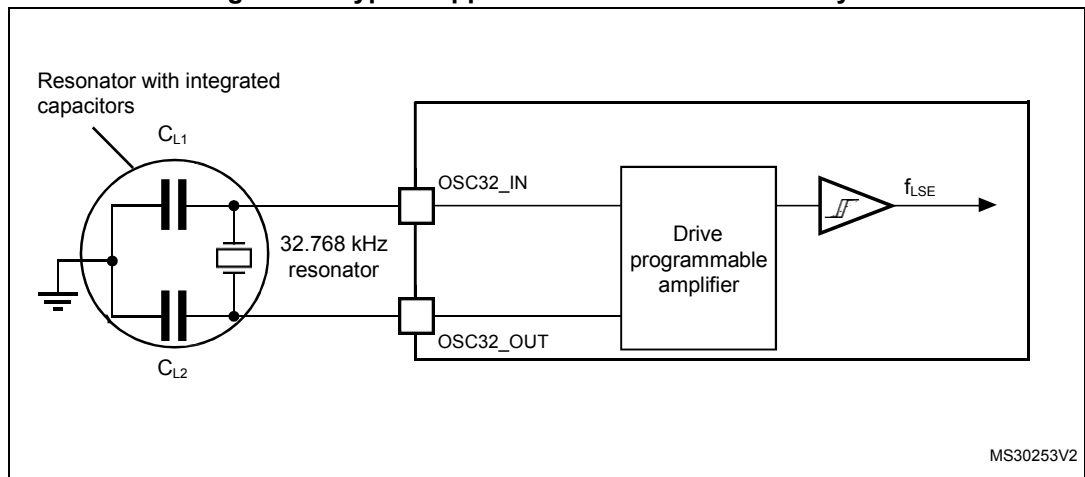 Resonator with integrated
capacitors
CL1
OSC32_IN
fLSE
32.768 kHz
resonator
Drive
programmable
amplifier
OSC32_OUT
CL2
MS30253V2